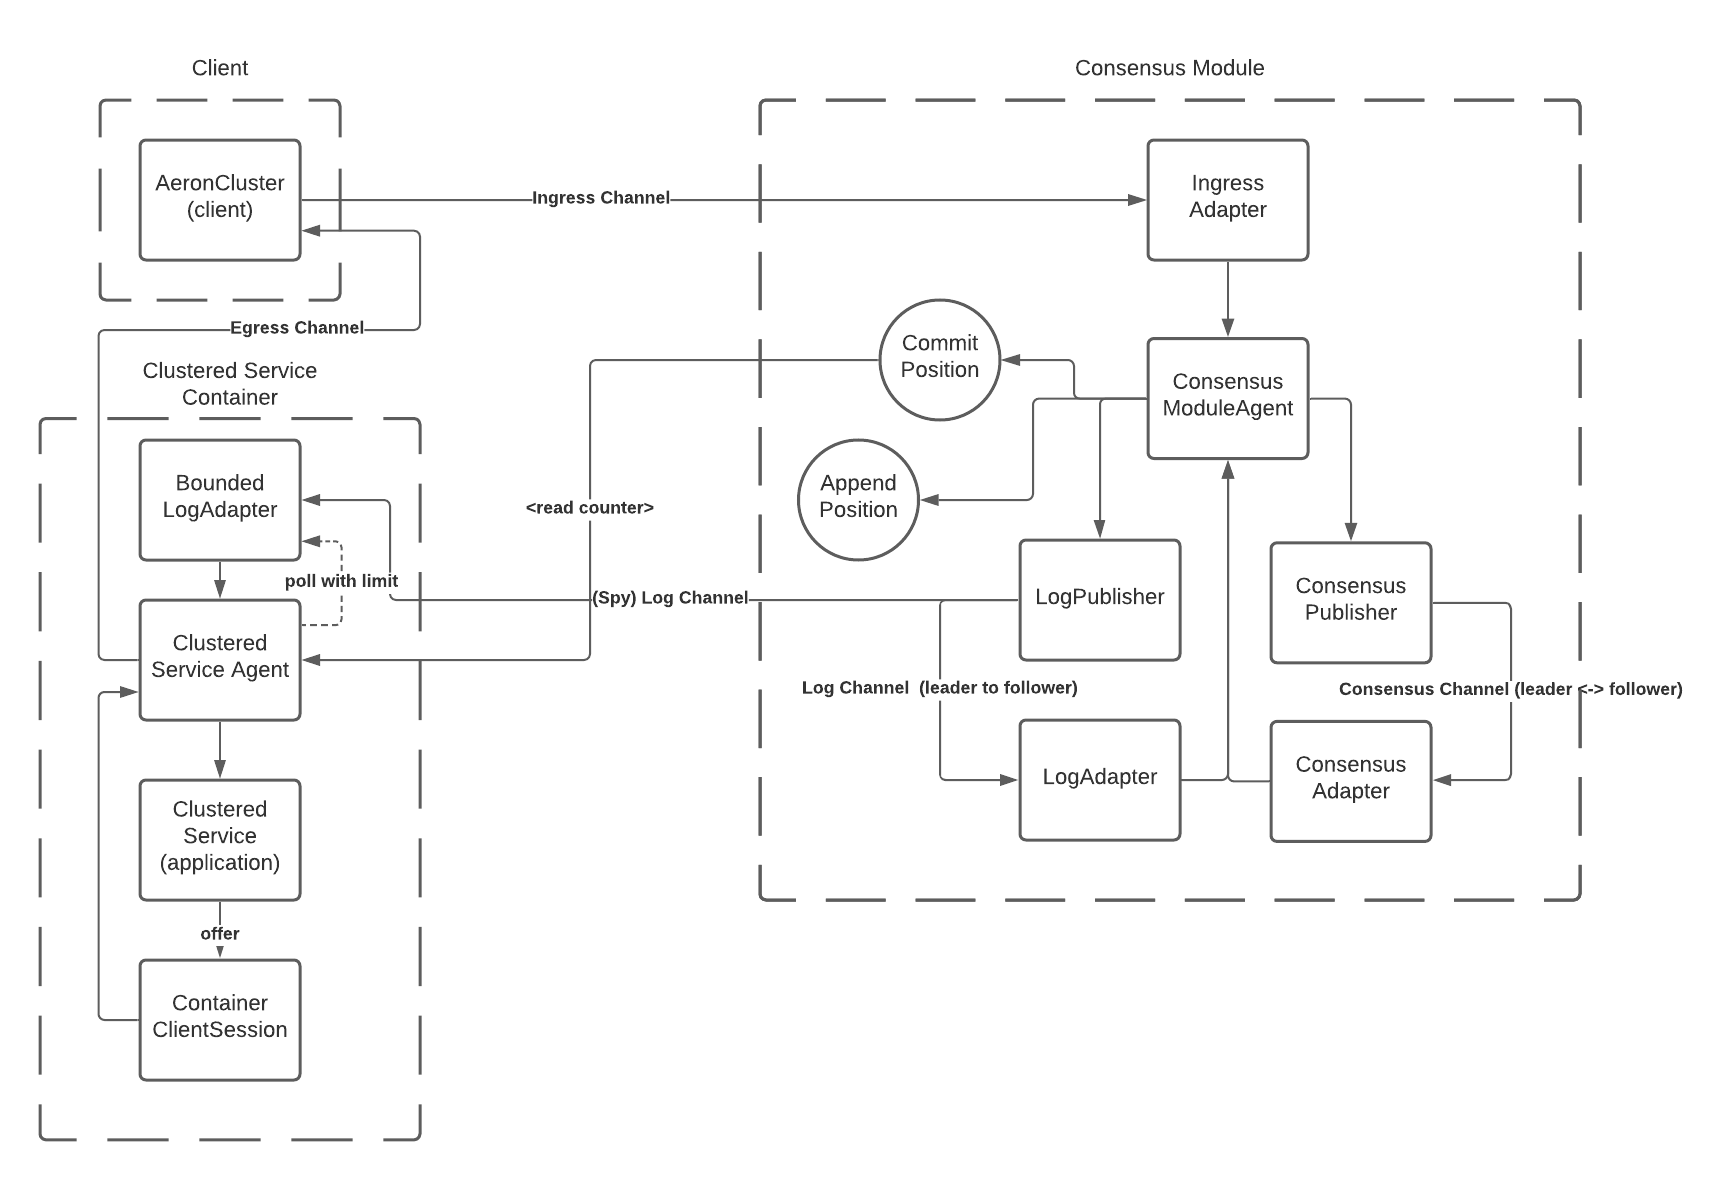 Client
Consensus Module
AeronCluster
(client)
Ingress Channel
Ingress
Adapter
Egress Channel
Commit
Position
Consensus
ModuleAgent
Clustered Service
Container
Bounded
LogAdapter
Append
Position
<read counter>
poll with limit
(Spy) Log Channel
LogPublisher
Consensus
Publisher
Clustered
Service Agent
Log Channel  (leader to follower)
Consensus Channel (leader <-> follower)
LogAdapter
Consensus
Adapter
Clustered
Service
(application)
offer
Container
ClientSession